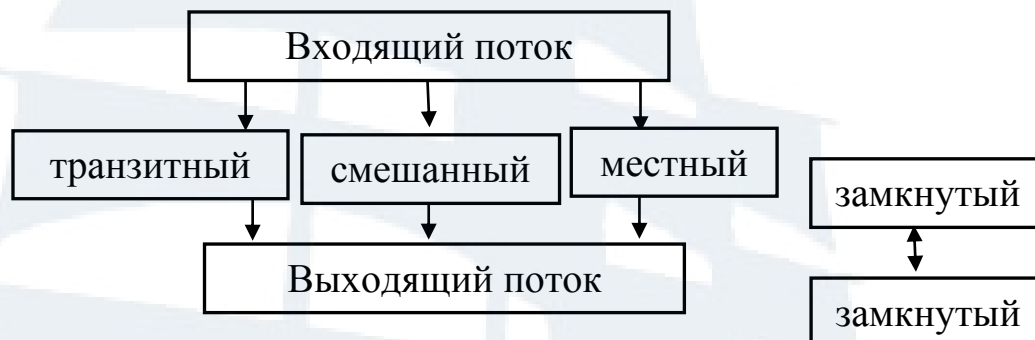 Входящий поток
транзитный
смешанный
местный
замкнутый
Выходящий поток
замкнутый